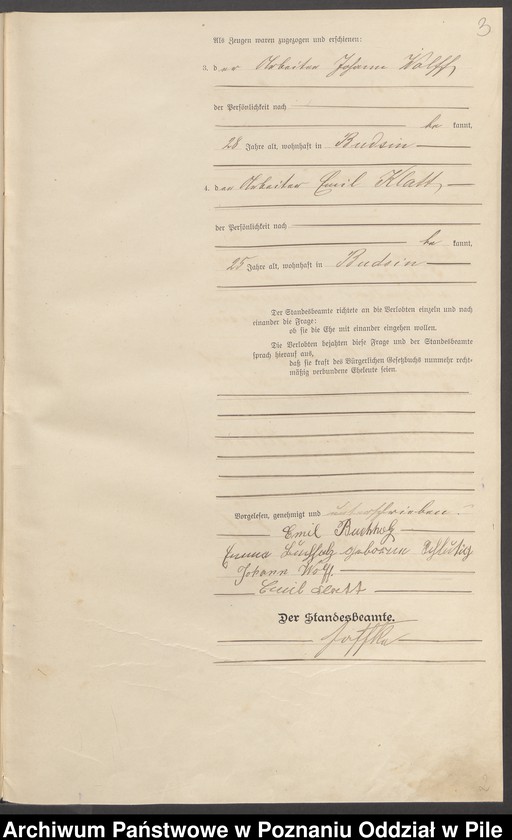 3
Als Zeugen waren zugezogen und erschienen:
3. der Arbeiter Johann Wolff,
der Persönlichkeit nach
be kannt,
28 Jahre alt, wohnhaft in Budsin
4. der Arbeiter Emil Klatt,
der Persönlichkeit nach
be kannt,
25 Jahre alt, wohnhaft in Budsin
Der Standesbeamte richtete an die Verlobten einzeln und nach
einander die Frage:
ob sie die Ehe mit einander eingehen wollen.
Die Verlobten bejahten diese Frage und der Standesbeamte
sprach hierauf aus,
daß sie kraft des Bürgerlichen Gesetzbuchs nunmehr recht-
mäßig verbundene Eheleute seien.
Vorgelesen, genehmigt und unterschrieben.
Emil Buchholz
Emma Buchholz geborene
Johann Wolff.
Emil Klatt
Der Standesbeamte.
Archiwum Państwowe w Poznaniu Oddział w Pile